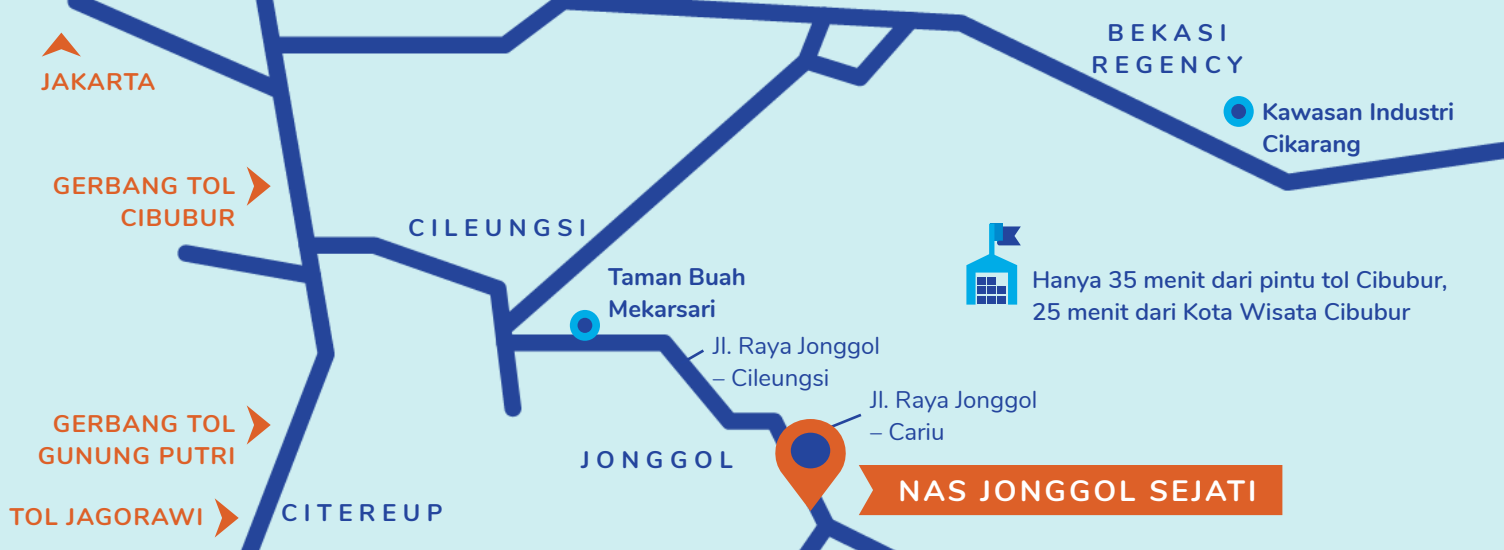 BEKASI
REGENCY
JAKARTA
Kawasan Industri
Cikarang
GERBANG TOL
CIBUBUR
CILEUNGSI
Taman Buah
Mekarsari
Hanya 35 menit dari pintu tol Cibubur,
25 menit dari Kota Wisata Cibubur
Jl. Raya Jonggol
– Cileungsi
Jl. Raya Jonggol
– Cariu
GERBANG TOL
GUNUNG PUTRI
JONGGOL
NAS JONGGOL SEJATI
TOL JAGORAWI
CITEREUP